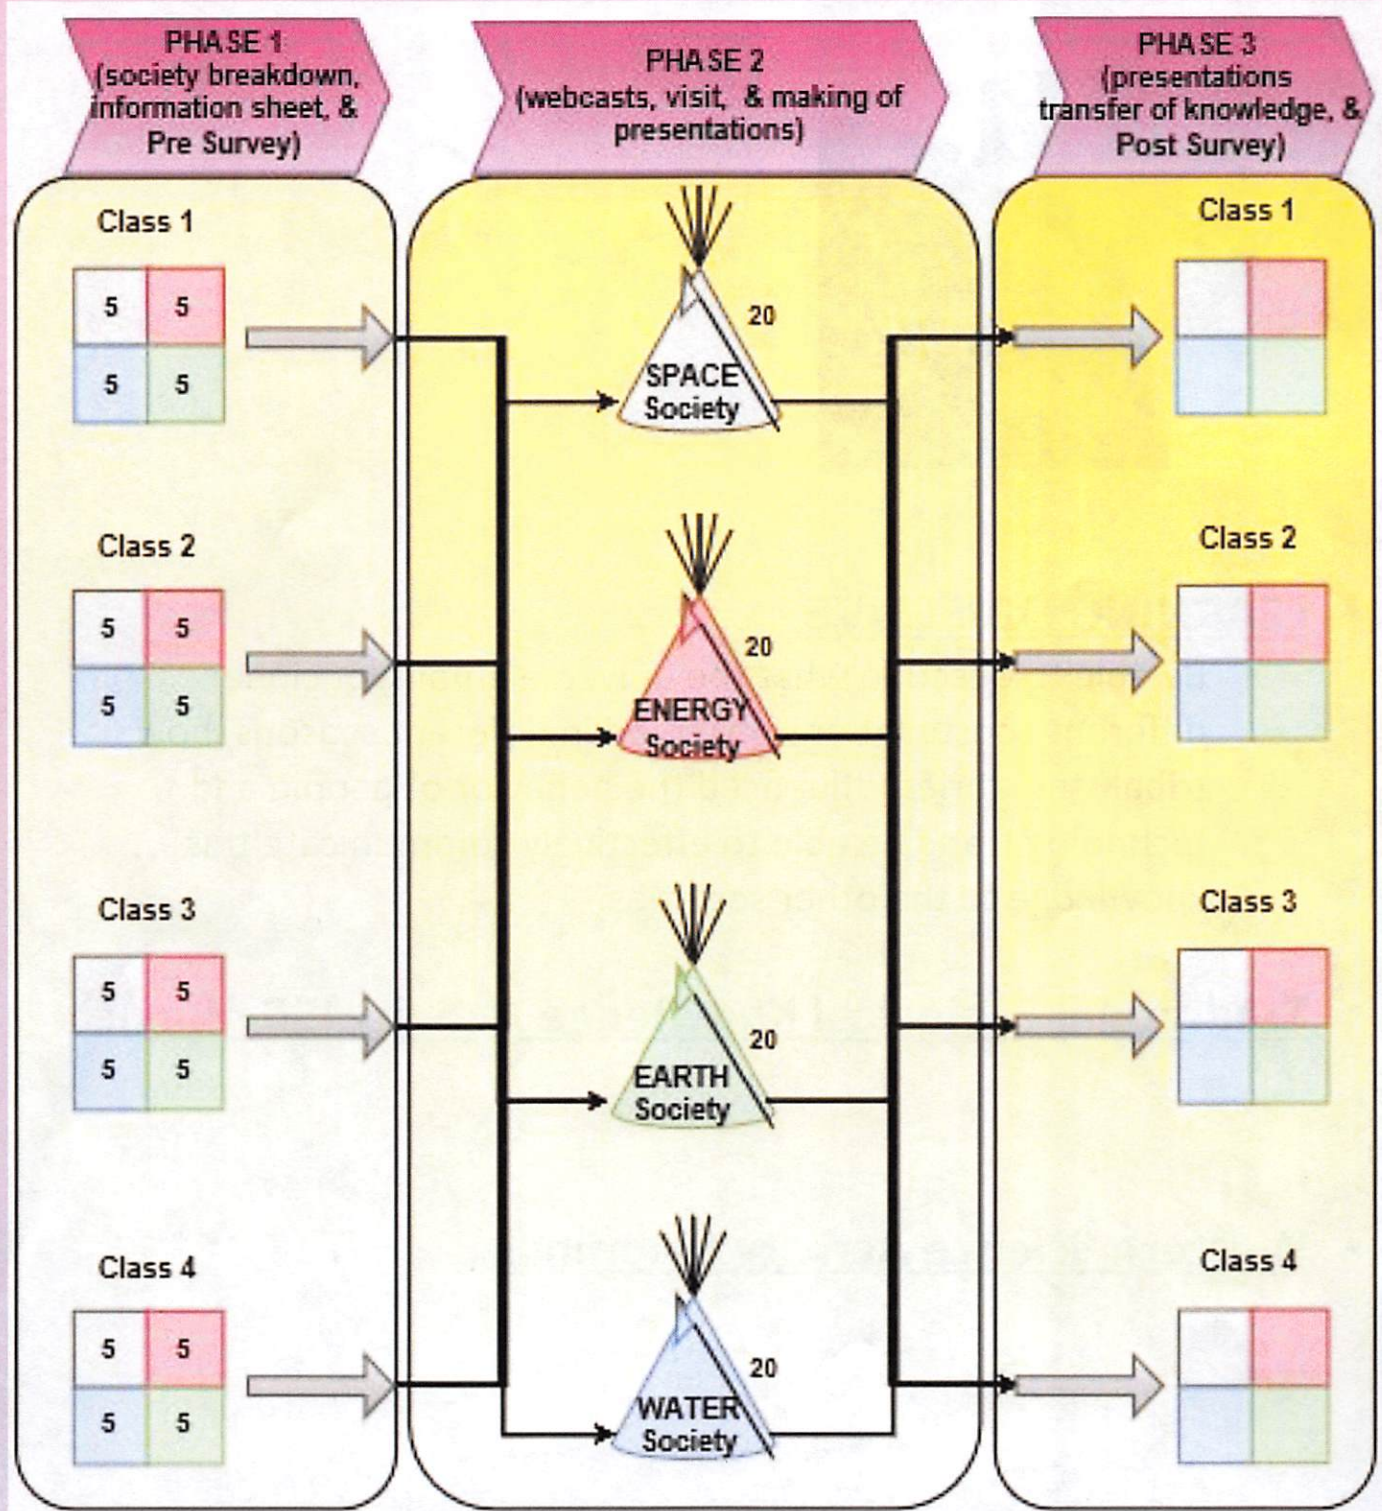 PHASE 1
(society breakdown,
information sheet, &
Pre Survey)
PHASE 2
(webcasts, visit, & making of
presentations)
PHASE 3
(presentations
transfer of knowledge, &
Post Survey)
Class 1
5 5
5 5
Class 2
5 5
5 5
Class 3
5 5
5 5
Class 4
5 5
5 5
20
SPACE
Society
20
ENERGY
Society
20
EARTH
Society
20
WATER
Society
Class 1
Class 2
Class 3
Class 4